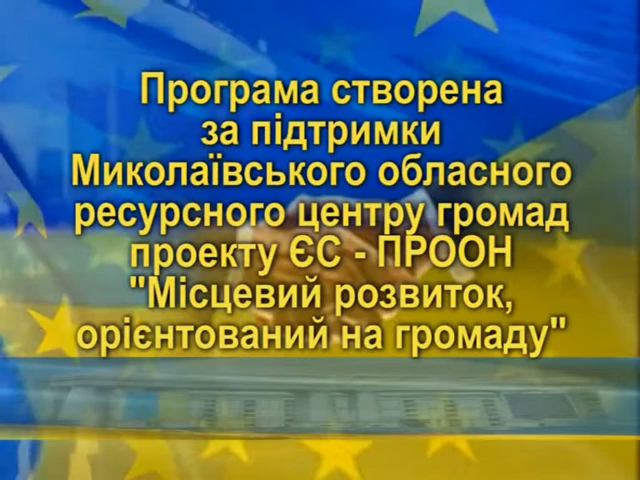 Програма створена
за підтримки
Миколаївського обласного
ресурсного центру громад
проекту ЄС - ПРООН
"Місцевий розвиток,
орієнтований на громаду"